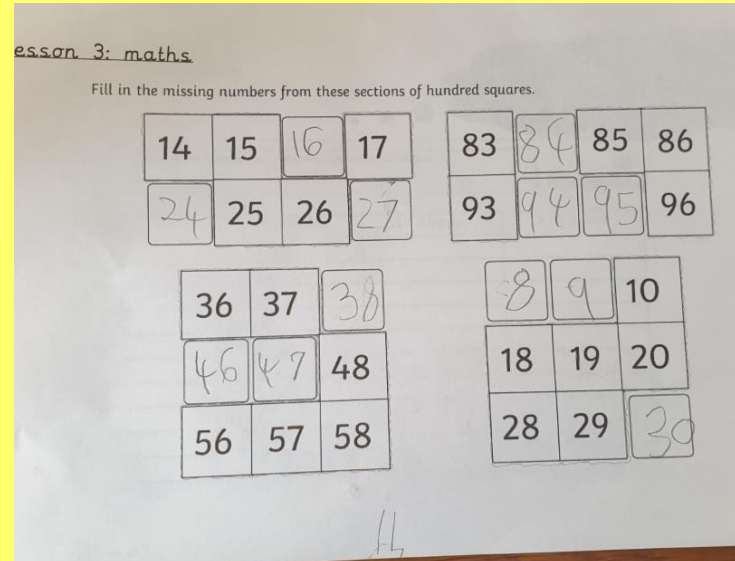 esson 3: maths
Fill in the missing numbers from these sections of hundred squares.
14 15 16 17
24 25 26 27
83 84 85 86
93 94 95 96
36 37 38
46 47 48
56 57 58
8 9 10
18 19 20
28 29 30